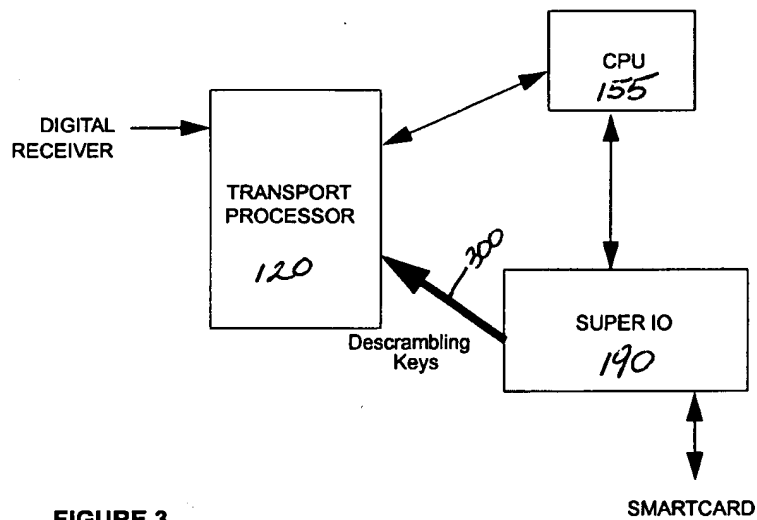 CPU
155
DIGITAL
RECEIVER
TRANSPORT
PROCESSOR
120
300
Descrambling
Keys
SUPER IO
190
SMARTCARD
FIGURE 3